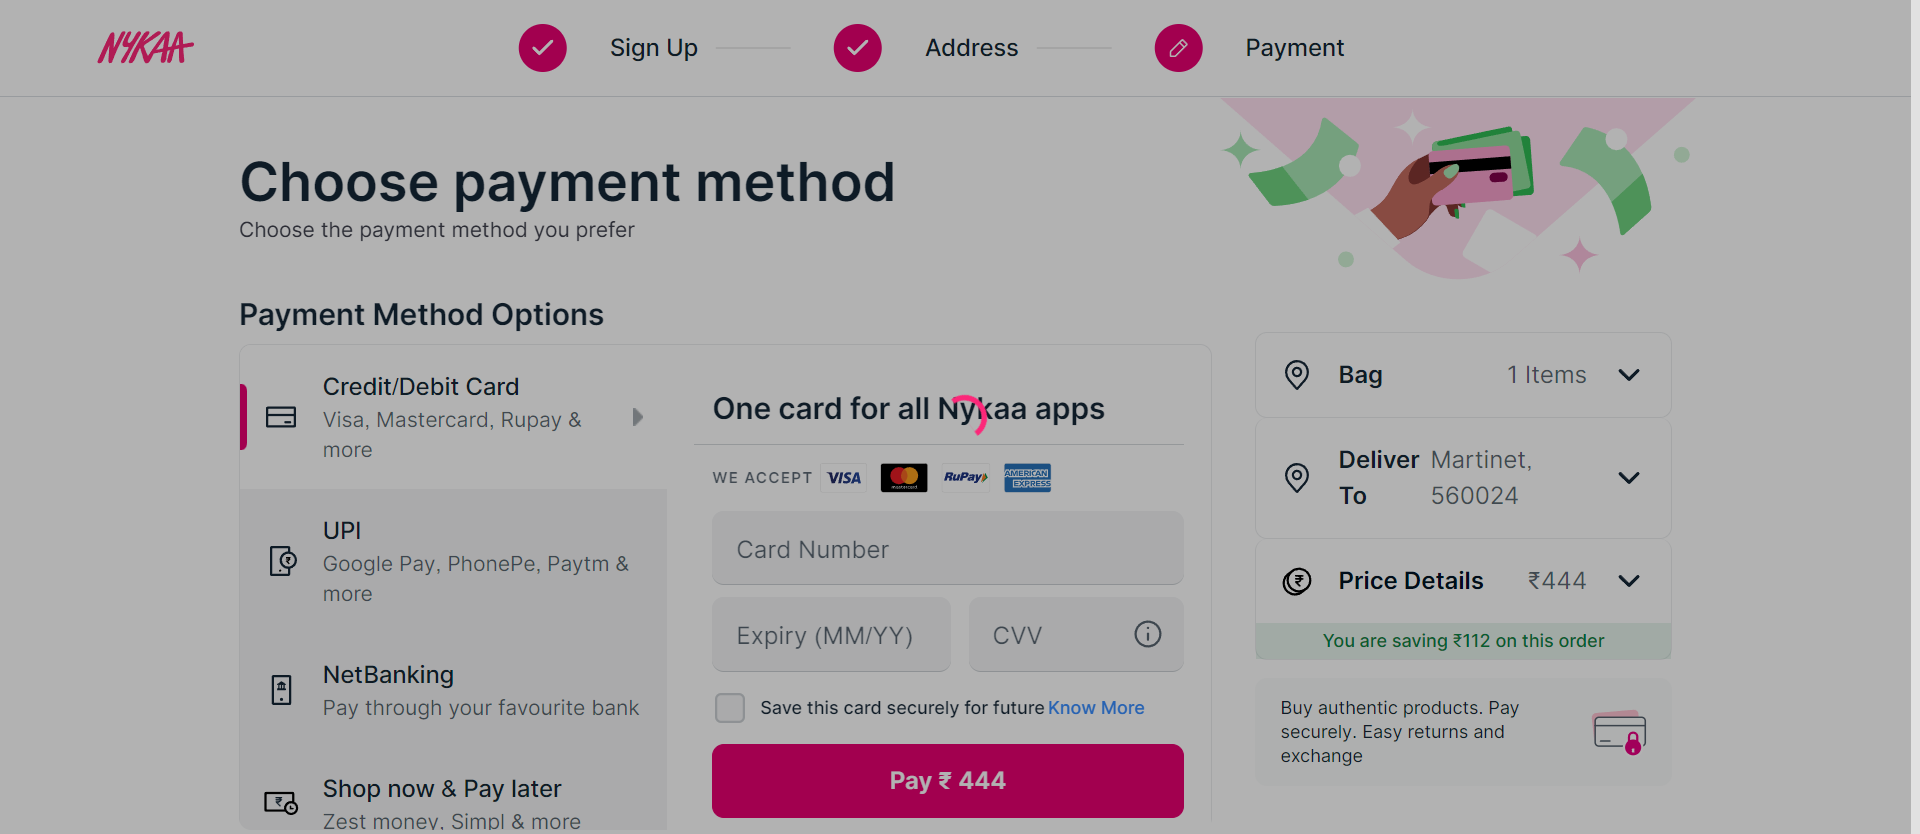 NYKAA
Sign Up
Address
Payment
Choose payment method
Choose the payment method you prefer
Payment Method Options
Credit/Debit Card
Visa, Mastercard, Rupay &
more
UPI
Google Pay, PhonePe, Paytm &
more
NetBanking
Pay through your favourite bank
Shop now & Pay later
Zest money, Simpl & more
One card for all Nykaa apps
WE ACCEPT VISA mastercard RuPay AMERICAN EXPRESS
Card Number
Expiry (MM/YY) CVV
Save this card securely for future Know More
Pay ₹ 444
Bag 1 Items
Deliver To Martinet,
560024
Price Details ₹444
You are saving ₹112 on this order
Buy authentic products. Pay
securely. Easy returns and
exchange